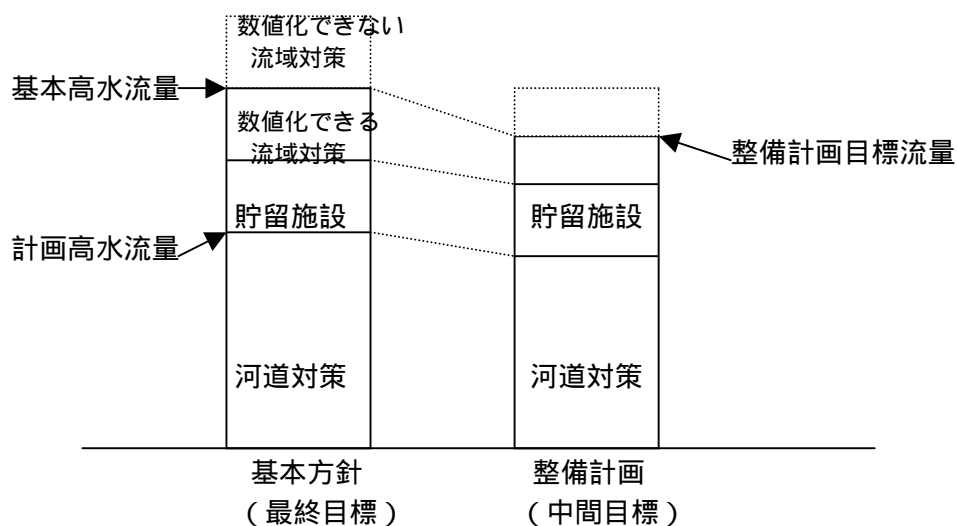 数値化できない
流域対策
基本高水流量
数値化できる
流域対策
整備計画目標流量
貯留施設
貯留施設
計画高水流量
河道対策
河道対策
基本方針
（最終目標）
整備計画
（中間目標）